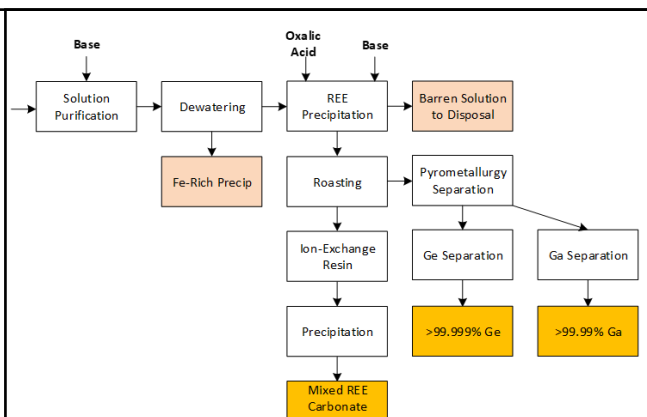 Oxalic
Acid
Base
Base
Solution
Purification
Dewatering
REE
Precipitation
Barren Solution
to Disposal
Fe-Rich Precip
Roasting
Pyrometallurgy
Separation
Ion-Exchange
Resin
Ge Separation
Ga Separation
Precipitation
>99.999% Ge
>99.99% Ga
Mixed REE
Carbonate